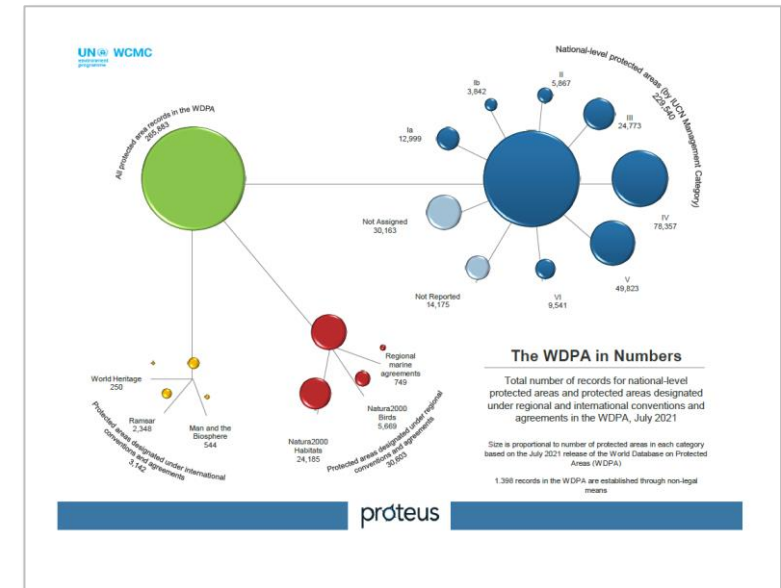 UN WCMC
environment
programme
National-level protected areas (by IUCN Management Category)
229,540
All protected area records in the WDPA
265,883
Ia
12,999
Ib
3,842
II
5,867
III
24,773
IV
78,357
V
49,823
VI
9,541
Not Reported
14,175
Not Assigned
30,163
World Heritage
250
Ramsar
2,348
Man and the
Biosphere
544
Protected areas designated under international
conventions and agreements
3,142
Regional
marine
agreements
749
Natura2000
Birds
5,669
Natura2000
Habitats
24,185
Protected areas designated under regional
conventions and agreements
30,603
The WDPA in Numbers
Total number of records for national-level
protected areas and protected areas designated
under regional and international conventions and
agreements in the WDPA, July 2021
Size is proportional to number of protected areas in each category
based on the July 2021 release of the World Database on Protected
Areas (WDPA)
1.398 records in the WDPA are established through non-legal
means
proteus